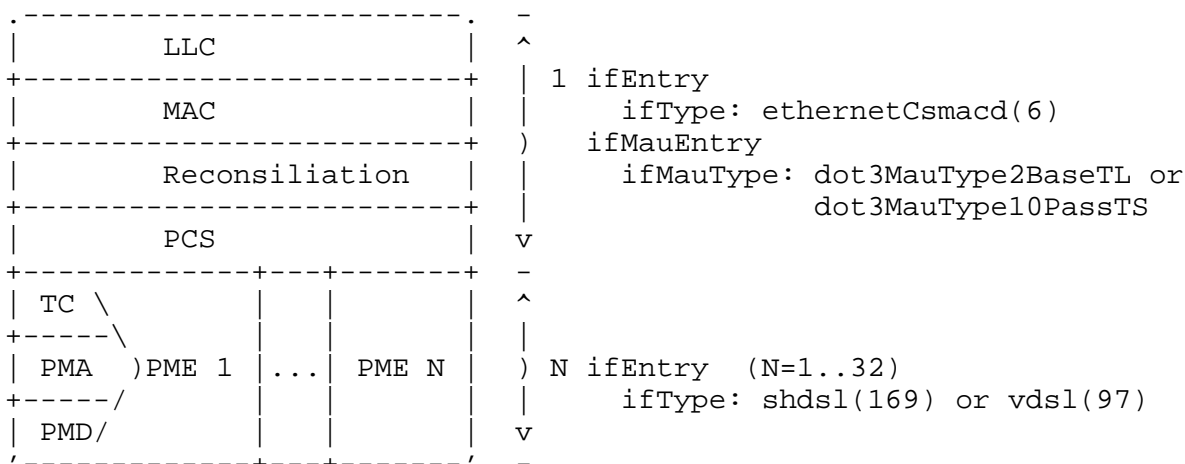 .-------------------------.  -
|        LLC              |  ^
+-------------------------+  | 1 ifEntry
|        MAC              |  |     ifType: ethernetCsmacd(6)
+-------------------------+  )   ifMauEntry
|        Reconsiliation   |  |     ifMauType: dot3MauType2BaseTL or
+-------------------------+  |                dot3MauType10PassTS
|        PCS              |  v
+-------------+---+-------+  -
| TC \        |   |       |  ^
+-----\       |   |       |  |
| PMA  )PME 1 |...| PME N |  ) N ifEntry  (N=1..32)
+-----/       |   |       |  |     ifType: shdsl(169) or vdsl(97)
| PMD/        |   |       |  v
'-------------+---+-------'  -